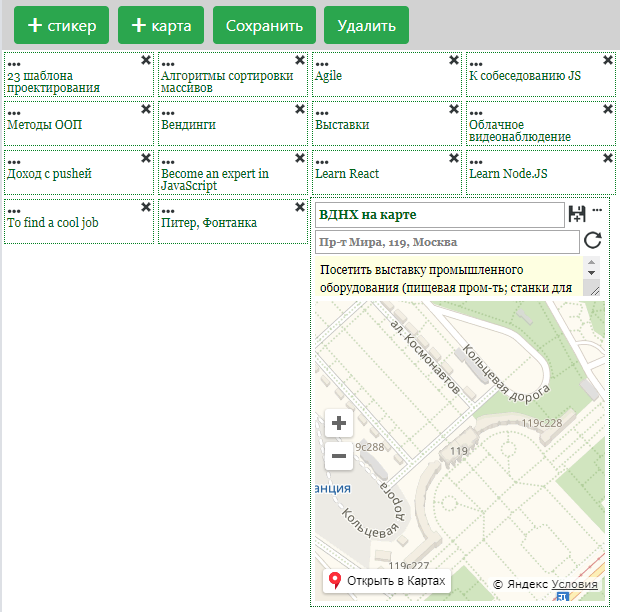 + стикер + карта Сохранить Удалить
23 шаблона
проектирования
Алгоритмы сортировки
массивов
Agile
К собеседованию JS
Методы ООП
Вендинги
Выставки
Облачное
видеонаблюдение
Доход с pusheй
Become an expert in
JavaScript
Learn React
Learn Node.JS
To find a cool job
Питер, Фонтанка
ВДНХ на карте
Пр-т Мира, 119, Москва
Посетить выставку промышленного
оборудования (пищевая пром-ть; станки для
ал. Космонавтов
Кольцевая дорога
119с228
119с288
119
анция
Кольцевая дорога
119с227
Открыть в Картах
© Яндекс Условия